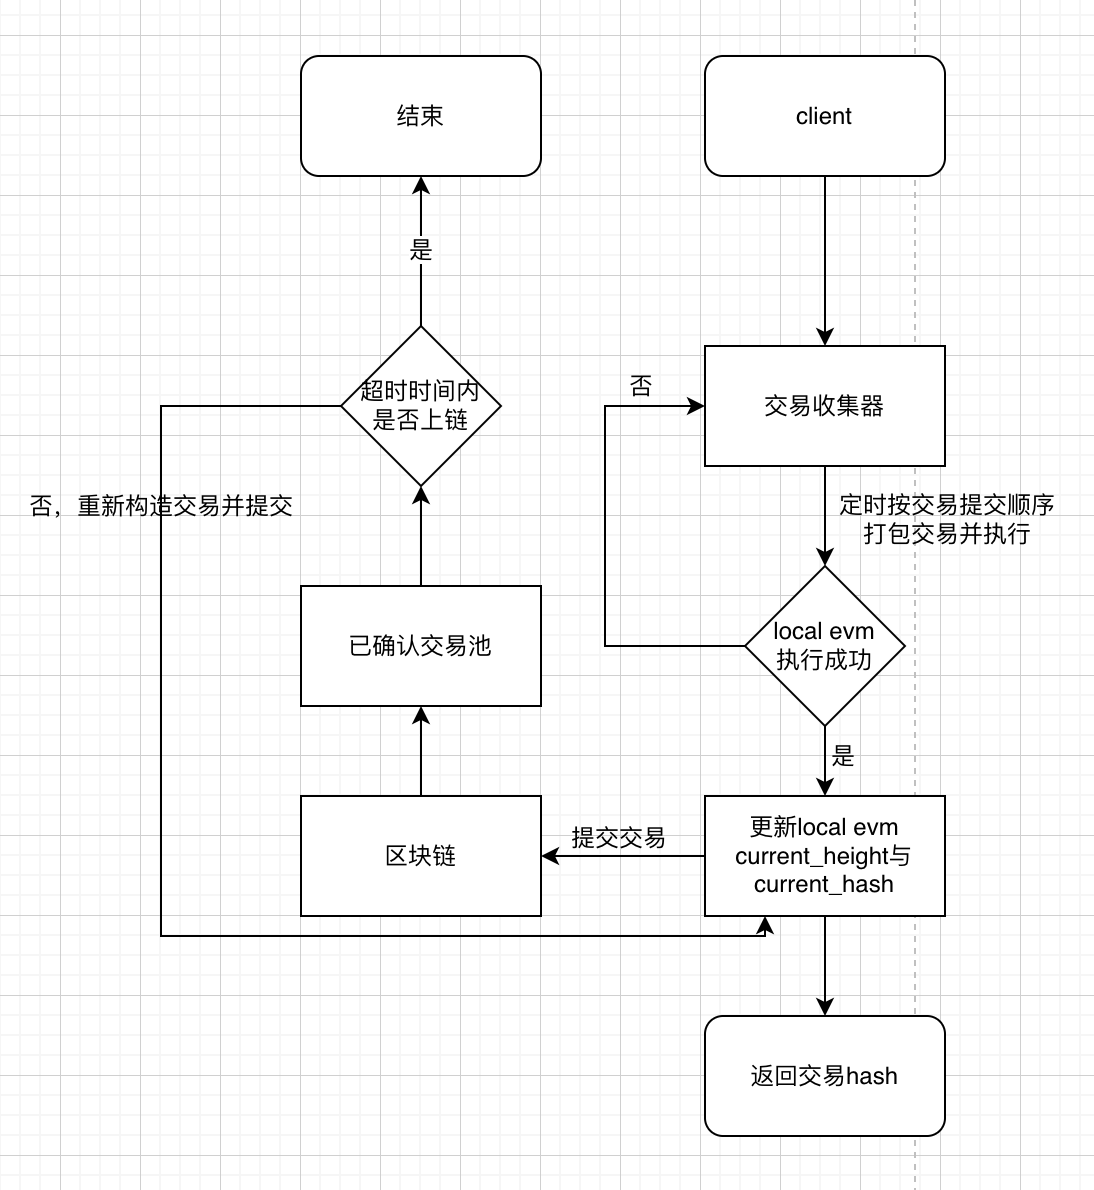 结束
client
是
超时时间内
是否上链
否
交易收集器
否，重新构造交易并提交
定时按交易提交顺序
打包交易并执行
已确认交易池
local evm
执行成功
是
区块链
提交交易
更新local evm
current_height与
current_hash
返回交易hash